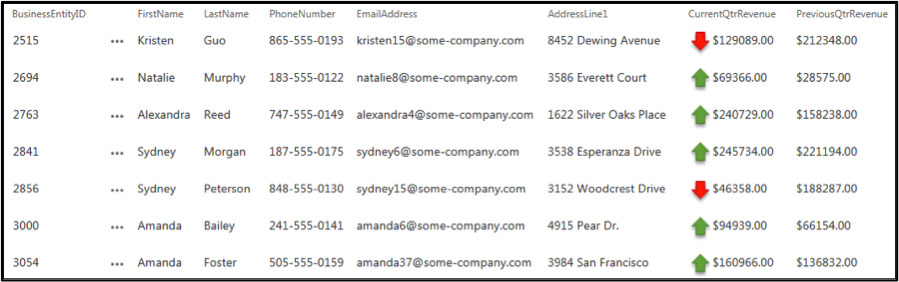 BusinessEntityID FirstName LastName PhoneNumber EmailAddress AddressLine1 CurrentQtrRevenue PreviousQtrRevenue
2515 ... Kristen Guo 865-555-0193 kristen15@some-company.com 8452 Dewing Avenue $129089.00 $212348.00
2694 ... Natalie Murphy 183-555-0122 natalie8@some-company.com 3586 Everett Court $69366.00 $28575.00
2763 ... Alexandra Reed 747-555-0149 alexandra4@some-company.com 1622 Silver Oaks Place $240729.00 $158238.00
2841 ... Sydney Morgan 187-555-0175 sydney6@some-company.com 3538 Esperanza Drive $245734.00 $221194.00
2856 ... Sydney Peterson 848-555-0130 sydney15@some-company.com 3152 Woodcrest Drive $46358.00 $188287.00
3000 ... Amanda Bailey 241-555-0141 amanda6@some-company.com 4915 Pear Dr. $94939.00 $66154.00
3054 ... Amanda Foster 505-555-0159 amanda37@some-company.com 3984 San Francisco $160966.00 $136832.00